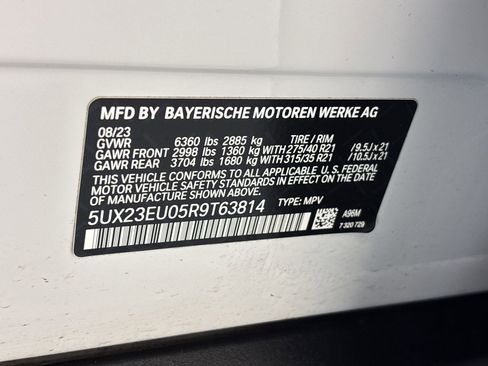 MFD BY BAYERISCHE MOTOREN WERKE AG
08/23
GVWR 6360 lbs 2885 kg TIRE / RIM
GAWR FRONT 2998 lbs 1360 kg WITH 275/40 R21 / 9.5J x 21
GAWR REAR 3704 lbs 1680 kg WITH 315/35 R21 / 10.5J x 21
THIS VEHICLE CONFORMS TO ALL APPLICABLE U. S. FEDERAL
MOTOR VEHICLE SAFETY STANDARDS IN EFFECT ON THE DATE
OF MANUFACTURE SHOWN ABOVE.
5UX23EU05R9T63814 TYPE: MPV A96M
7 320 729